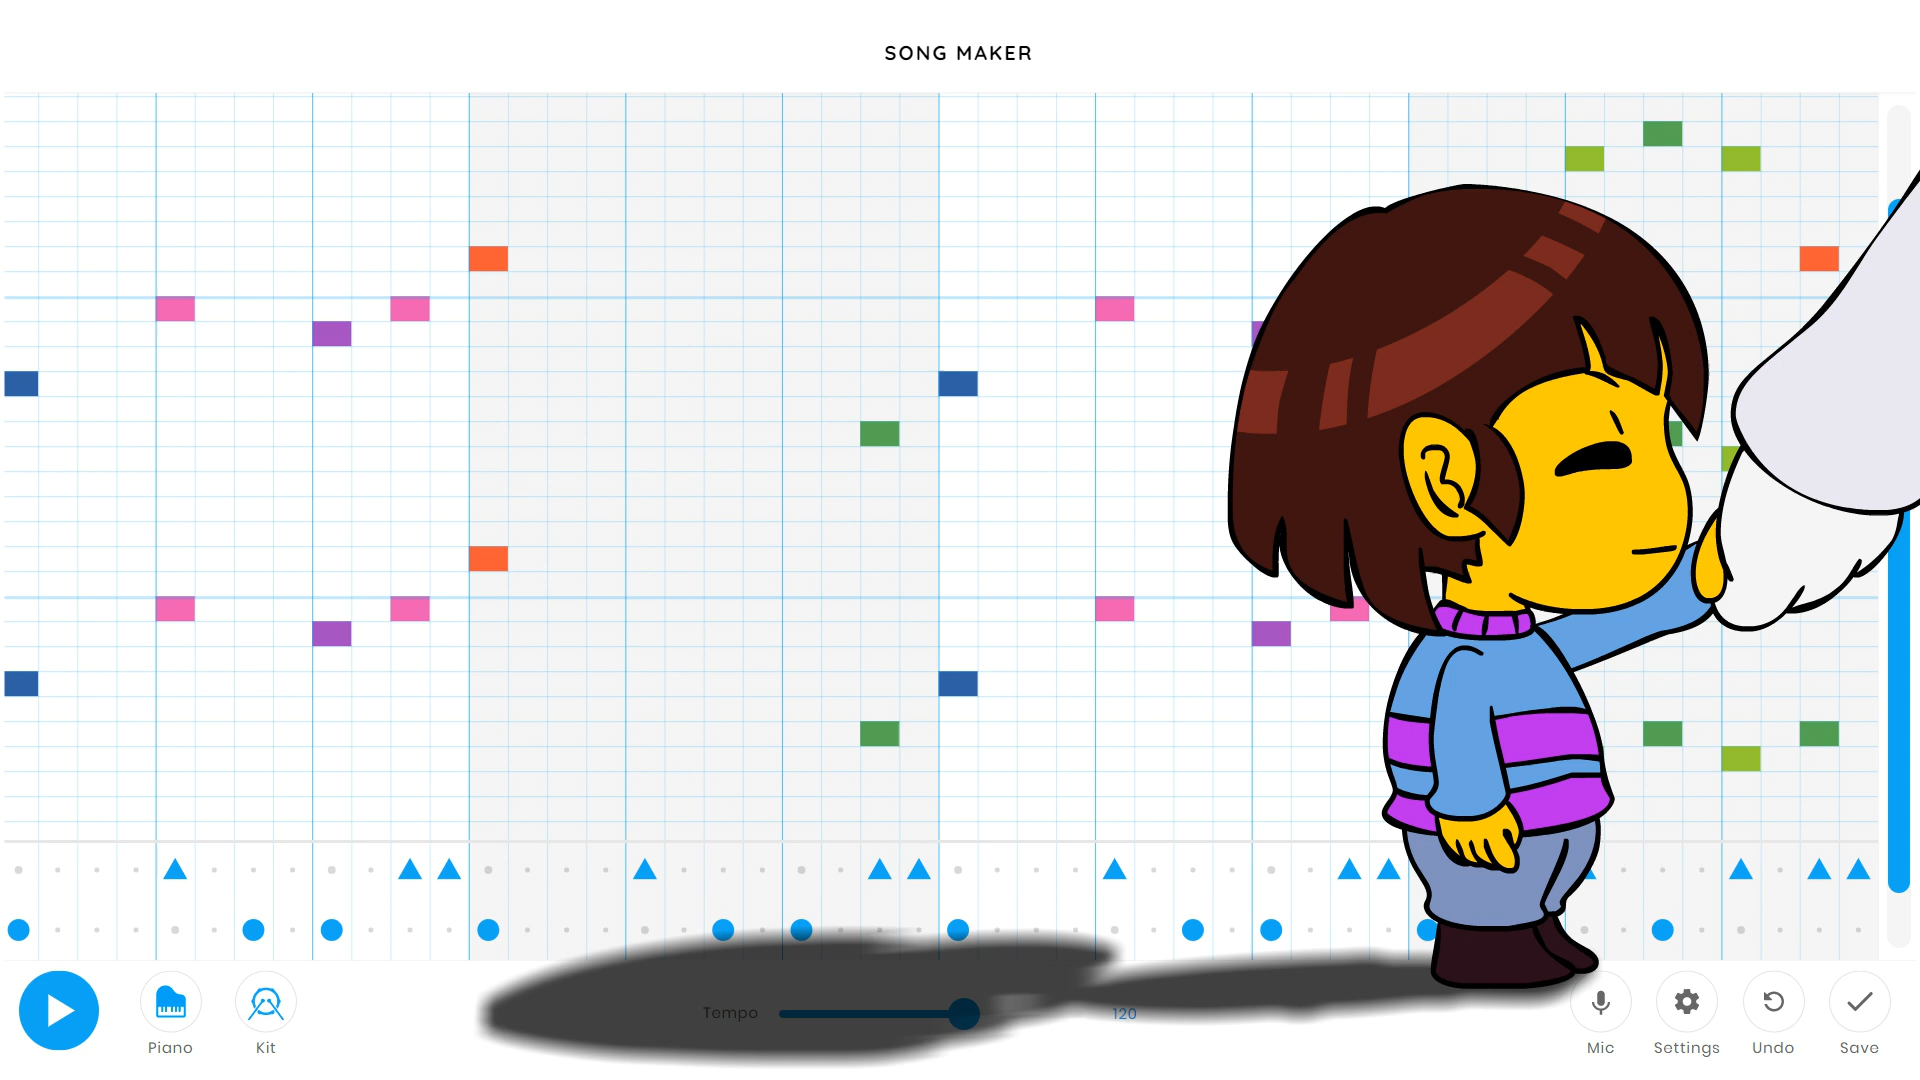 SONG MAKER
Tempo
120
Piano
Kit
Mic
Settings
Undo
Save